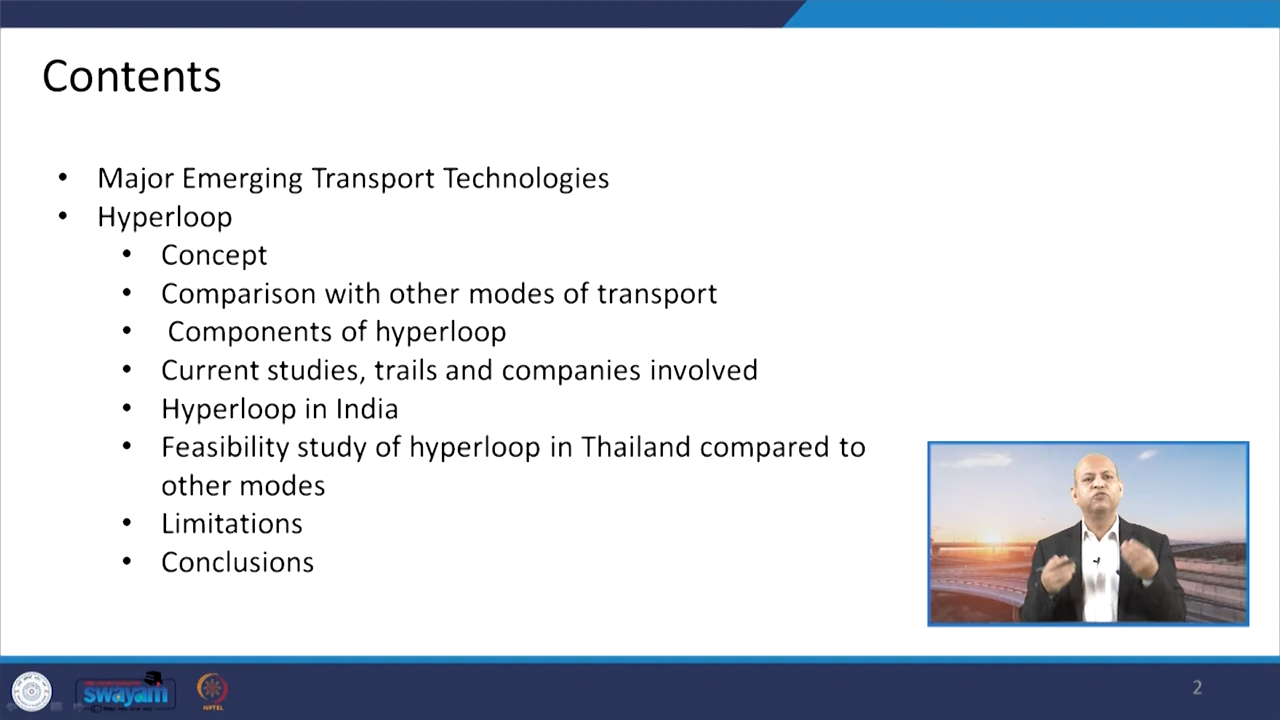 Contents
• Major Emerging Transport Technologies
• Hyperloop
• Concept
• Comparison with other modes of transport
• Components of hyperloop
• Current studies, trails and companies involved
• Hyperloop in India
• Feasibility study of hyperloop in Thailand compared to
other modes
• Limitations
• Conclusions
swayam
NPTEL
2